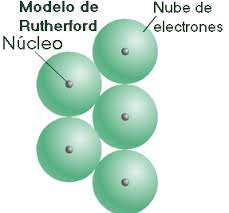 Modelo de
Rutherford
Núcleo
Nube de
electrones